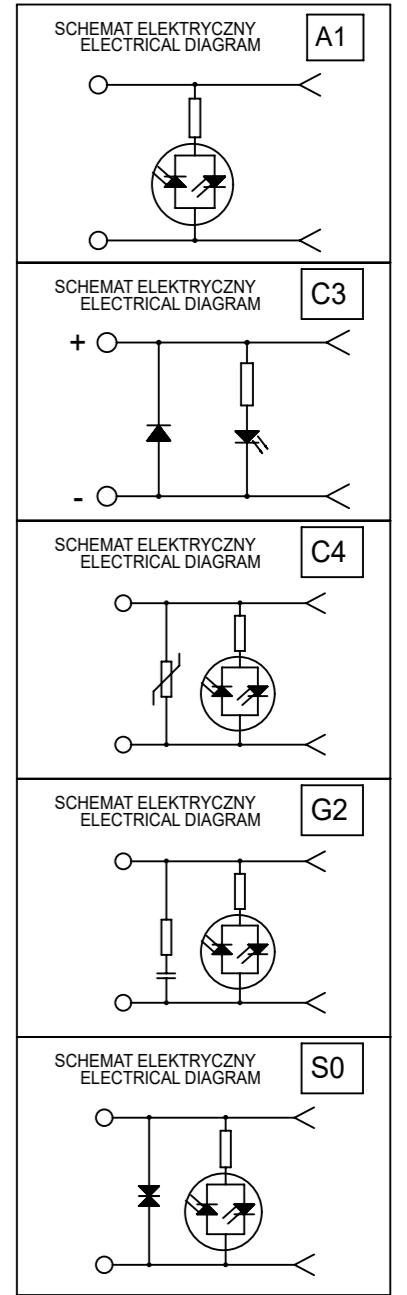 SCHEMAT ELEKTRYCZNY
ELECTRICAL DIAGRAM
A1
SCHEMAT ELEKTRYCZNY
ELECTRICAL DIAGRAM
C3
+
-
SCHEMAT ELEKTRYCZNY
ELECTRICAL DIAGRAM
C4
SCHEMAT ELEKTRYCZNY
ELECTRICAL DIAGRAM
G2
SCHEMAT ELEKTRYCZNY
ELECTRICAL DIAGRAM
S0